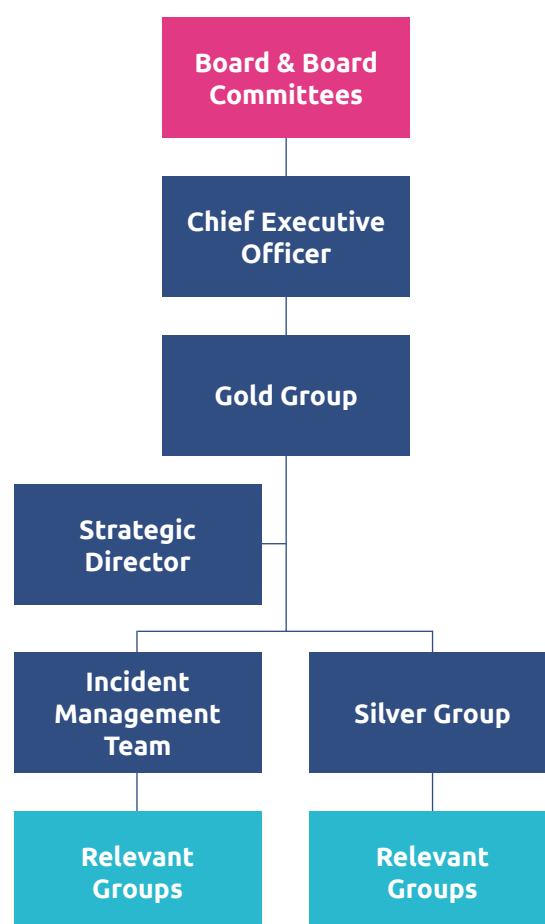 Board & Board
Committees
Chief Executive
Officer
Gold Group
Strategic
Director
Incident
Management
Team
Silver Group
Relevant
Groups
Relevant
Groups